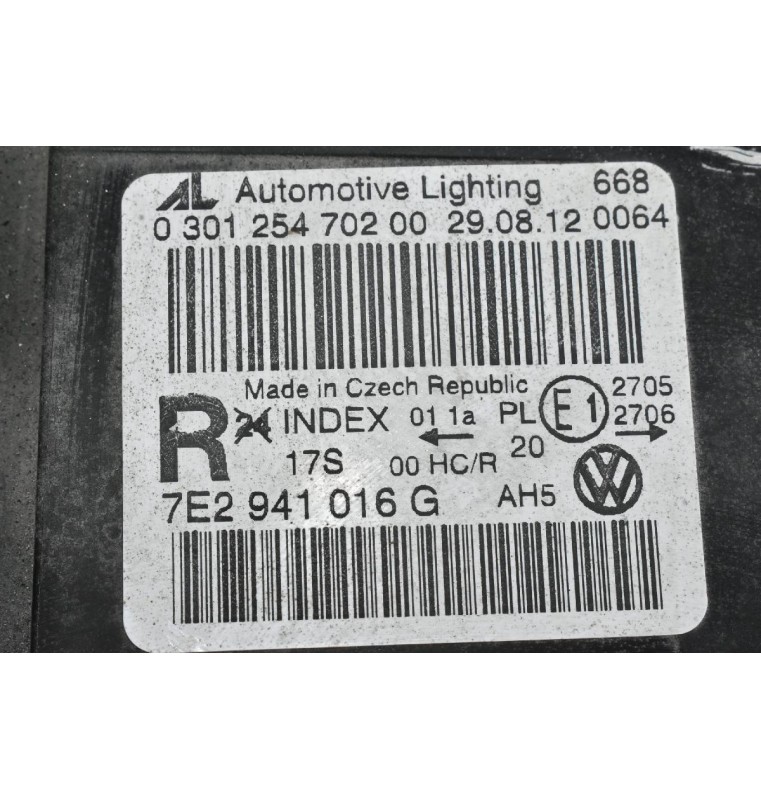 AL Automotive Lighting 668
0 301 254 702 00 29.08.12 0064
Made in Czech Republic
R 24 INDEX 01 1a PL E1 2705
2706
17S 00 HC/R 20
7E2 941 016 G AH5 VW